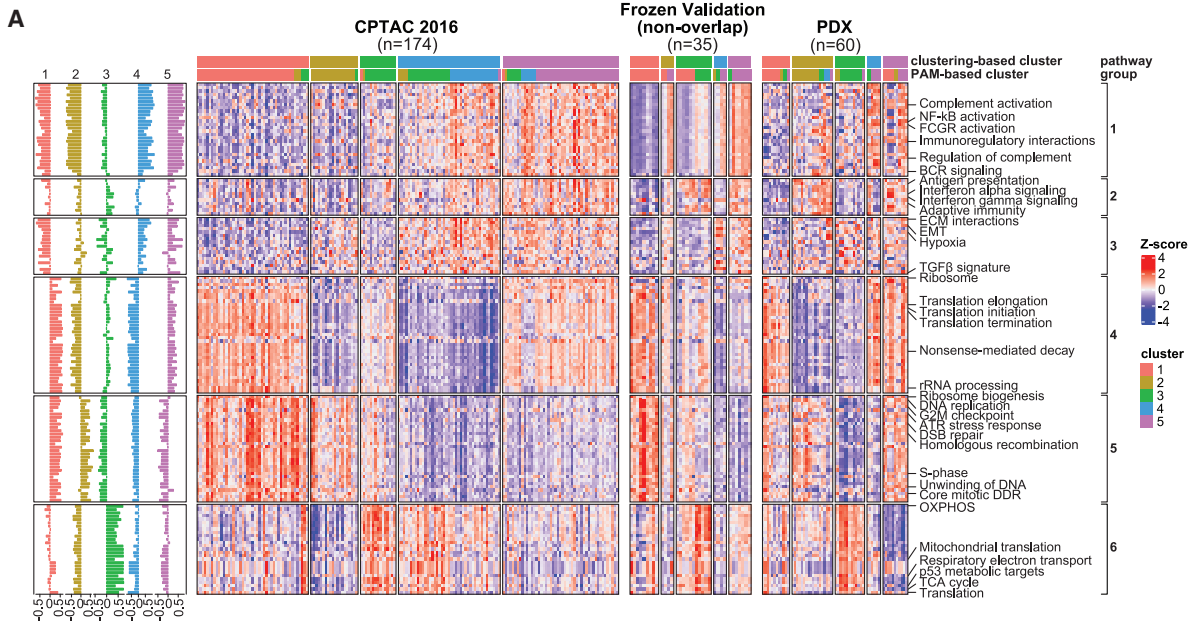 A
CPTAC 2016
(n=174)
Frozen Validation
(non-overlap)
(n=35)
PDX
(n=60)
1 2 3 4 5
clustering-based cluster
PAM-based cluster
pathway
group
Complement activation
NF-kB activation
FCGR activation
Immunoregulatory interactions
Regulation of complement
BCR signaling
1
Antigen presentation
Interferon alpha signaling
Interferon gamma signaling
Adaptive immunity
2
ECM interactions
EMT
Hypoxia
TGFβ signature
3
Ribosome
Translation elongation
Translation initiation
Translation termination
Nonsense-mediated decay
rRNA processing
4
Ribosome biogenesis
DNA replication
G2M checkpoint
ATR stress response
DSB repair
Homologous recombination
S-phase
Unwinding of DNA
Core mitotic DDR
5
OXPHOS
Mitochondrial translation
Respiratory electron transport
p53 metabolic targets
TCA cycle
Translation
6
Z-score
4
2
0
-2
-4
cluster
1
2
3
4
5
-0.5 0 0.5 -0.5 0 0.5 -0.5 0 0.5 -0.5 0 0.5 -0.5 0 0.5